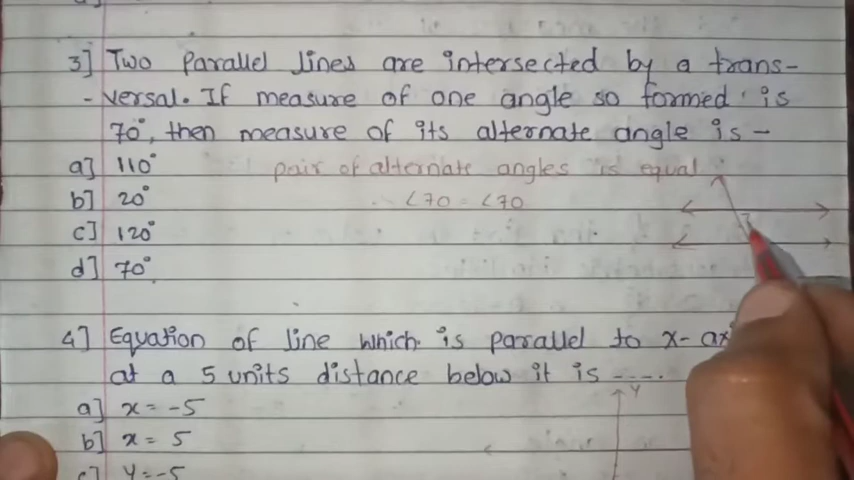 3] Two parallel lines are intersected by a trans-
- versal. If measure of one angle so formed is
70°, then measure of its alternate angle is -
a] 110° pair of alternate angles is equal
b] 20° ∠70 = ∠70
c] 120°
d] 70°
4] Equation of line which is parallel to x-ax
at a 5 units distance below it is ....
a] x = -5 Y
b] x = 5
c] y = -5